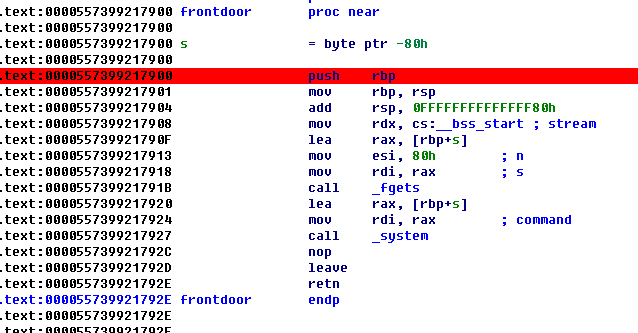 .text:0000557399217900 frontdoor proc near
.text:0000557399217900
.text:0000557399217900 s = byte ptr -80h
.text:0000557399217900
.text:0000557399217900 push rbp
.text:0000557399217901 mov rbp, rsp
.text:0000557399217904 add rsp, 0FFFFFFFFFFFFFF80h
.text:0000557399217908 mov rdx, cs:__bss_start ; stream
.text:000055739921790F lea rax, [rbp+s]
.text:0000557399217913 mov esi, 80h ; n
.text:0000557399217918 mov rdi, rax ; s
.text:000055739921791B call _fgets
.text:0000557399217920 lea rax, [rbp+s]
.text:0000557399217924 mov rdi, rax ; command
.text:0000557399217927 call _system
.text:000055739921792C nop
.text:000055739921792D leave
.text:000055739921792E retn
.text:000055739921792E frontdoor endp
.text:000055739921792E